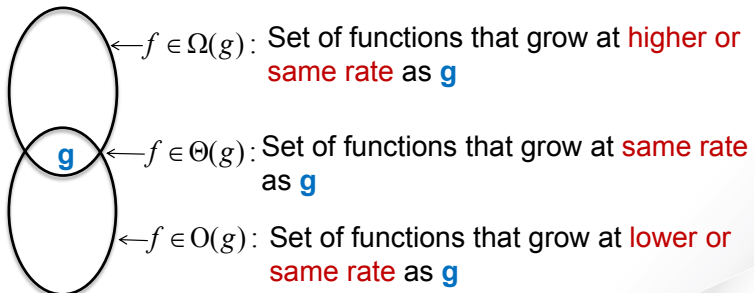 f ∈ Ω(g) : Set of functions that grow at higher or
same rate as g
g
f ∈ Θ(g) : Set of functions that grow at same rate
as g
f ∈ O(g) : Set of functions that grow at lower or
same rate as g